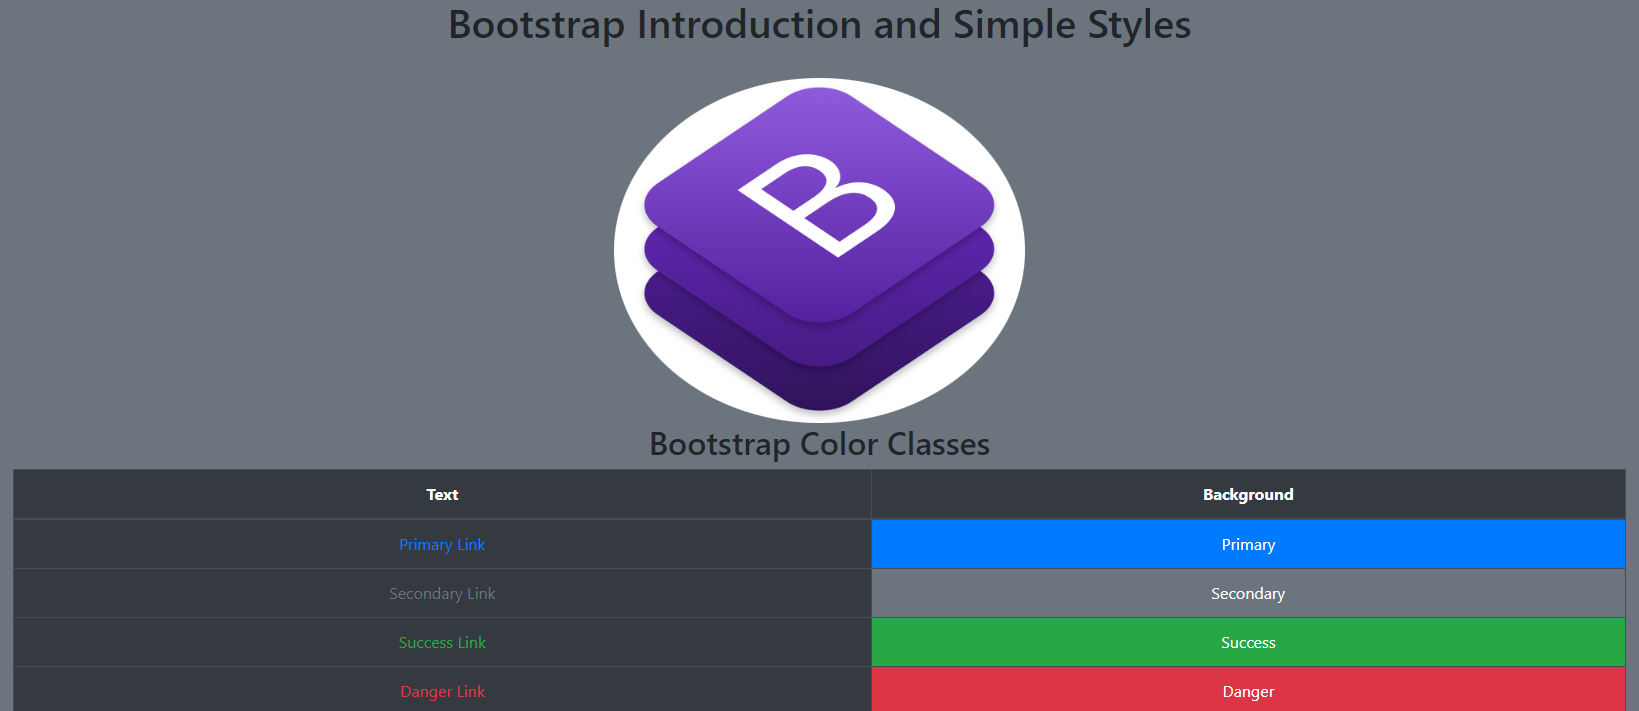 Bootstrap Introduction and Simple Styles
B
Bootstrap Color Classes
Text Background
Primary Link Primary
Secondary Link Secondary
Success Link Success
Danger Link Danger